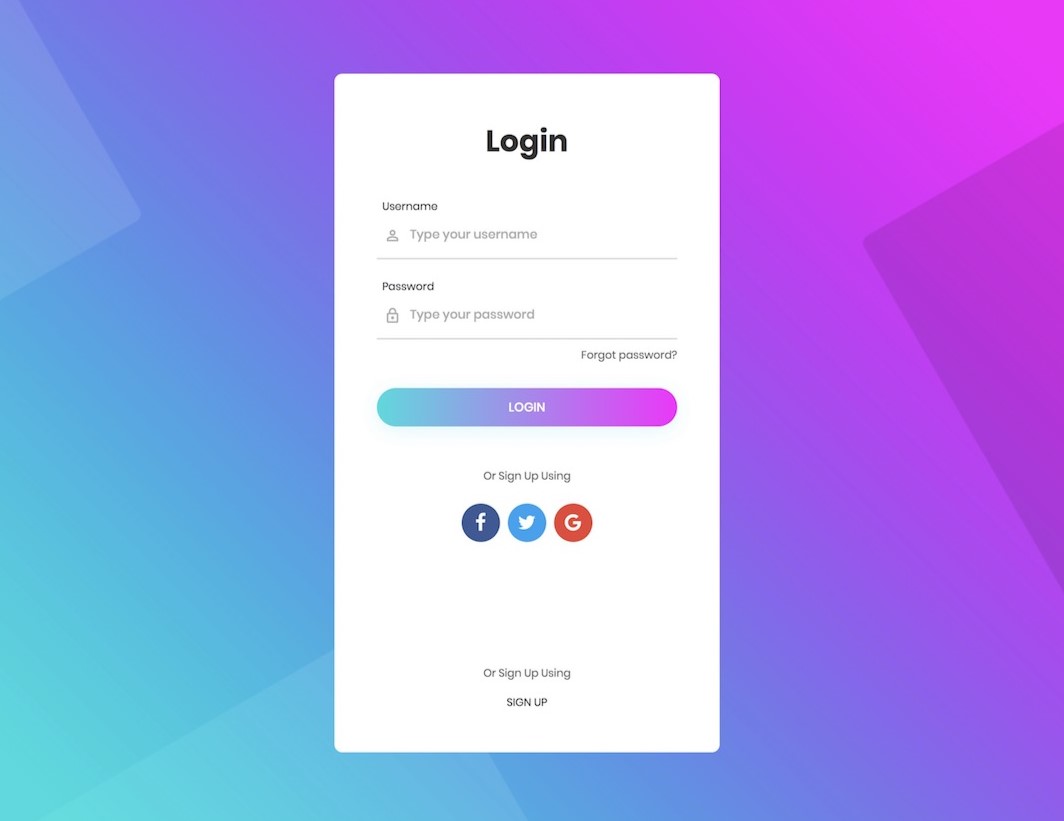 Login
Username
Type your username
Password
Type your password
Forgot password?
LOGIN
Or Sign Up Using
Or Sign Up Using
SIGN UP